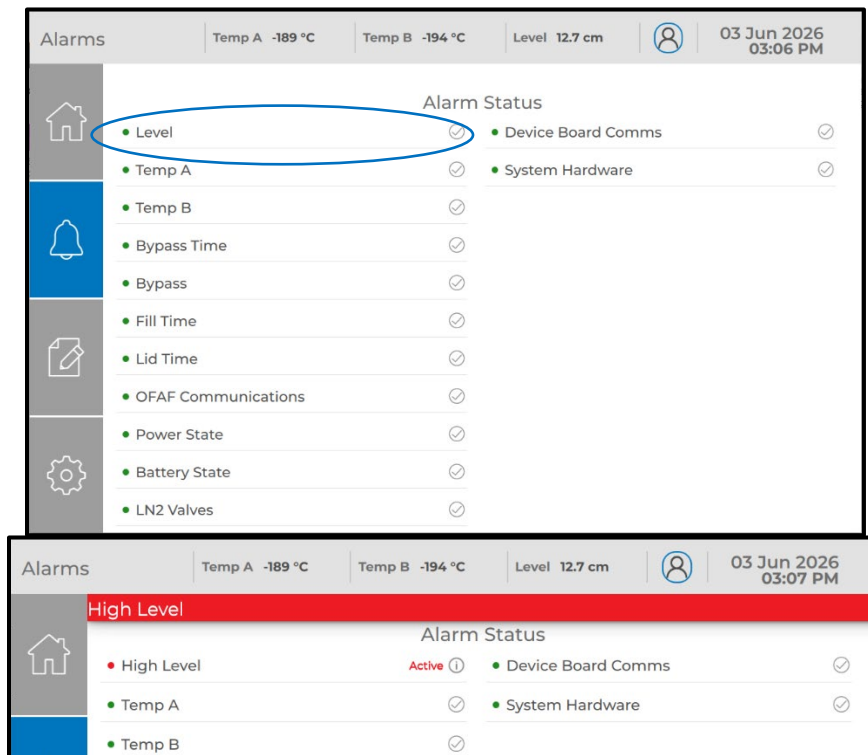 Alarms Temp A -189 °C Temp B -194 °C Level 12.7 cm 03 Jun 2026
03:06 PM
Alarm Status
Level Device Board Comms
Temp A System Hardware
Temp B
Bypass Time
Bypass
Fill Time
Lid Time
OFAF Communications
Power State
Battery State
LN2 Valves
Alarms Temp A -189 °C Temp B -194 °C Level 12.7 cm 03 Jun 2026
03:07 PM
High Level
Alarm Status
High Level Active Device Board Comms
Temp A System Hardware
Temp B